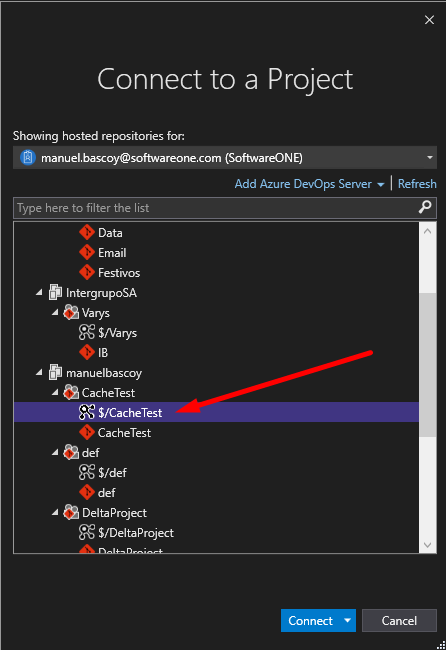 Connect to a Project
Showing hosted repositories for:
manuel.bascoy@softwareone.com (SoftwareONE)
Add Azure DevOps Server
Refresh
Type here to filter the list
Data
Email
Festivos
IntergrupoSA
Varys
$/Varys
IB
manuelbascoy
CacheTest
$/CacheTest
CacheTest
def
$/def
def
DeltaProject
$/DeltaProject
DeltaProject
Connect
Cancel